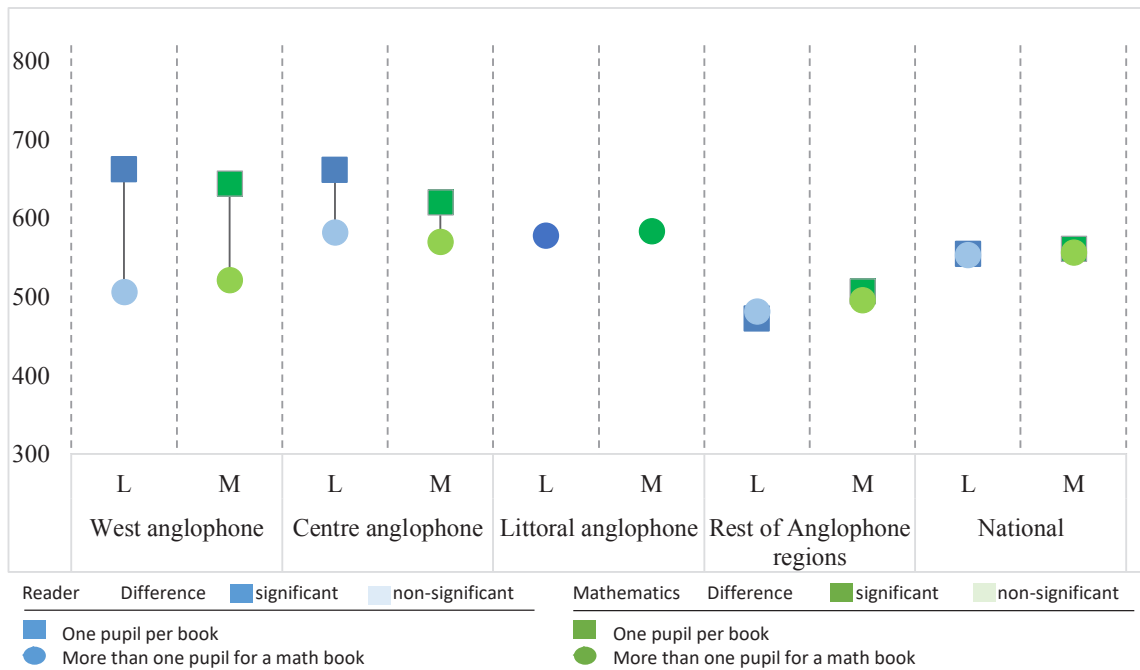 800
700
600
500
400
300
L M L M L M L M L M
West anglophone Centre anglophone Littoral anglophone Rest of Anglophone National
regions
Reader Difference significant non-significant Mathematics Difference significant non-significant
One pupil per book One pupil per book
More than one pupil for a math book More than one pupil for a math book